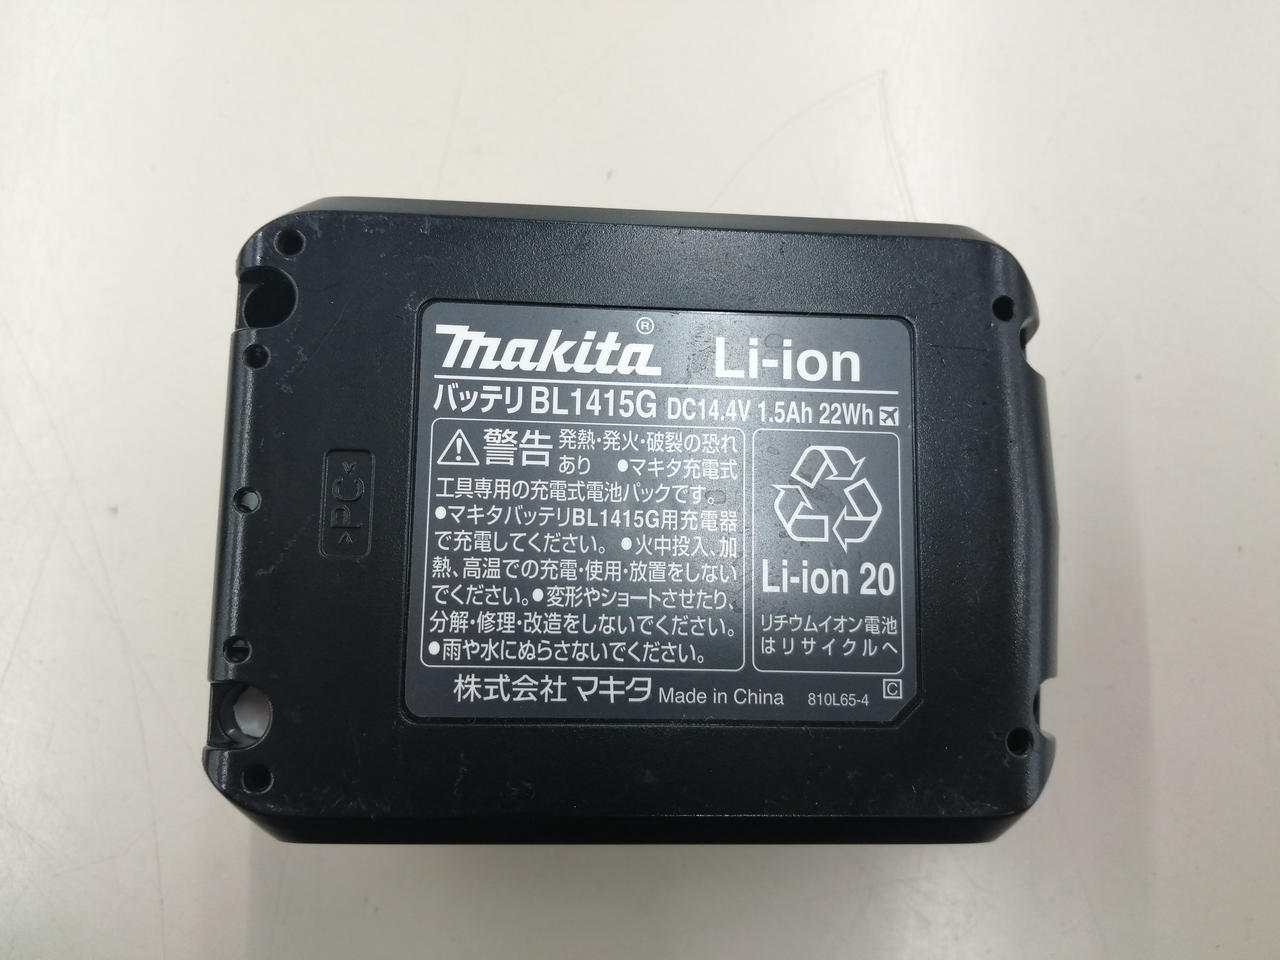 makita® Li-ion
バッテリ BL1415G DC14.4V 1.5Ah 22Wh
警告 発熱・発火・破裂の恐れ
あり ●マキタ充電式
工具専用の充電式電池パックです。
●マキタバッテリBL1415G用充電器
で充電してください。 ●火中投入、加
熱、高温での充電・使用・放置をしない
でください。●変形やショートさせたり、
分解・修理・改造をしないでください。
●雨や水にぬらさないでください。
Li-ion 20
リチウムイオン電池
はリサイクルへ
株式会社マキタ Made in China 810L65-4 C
>PC<